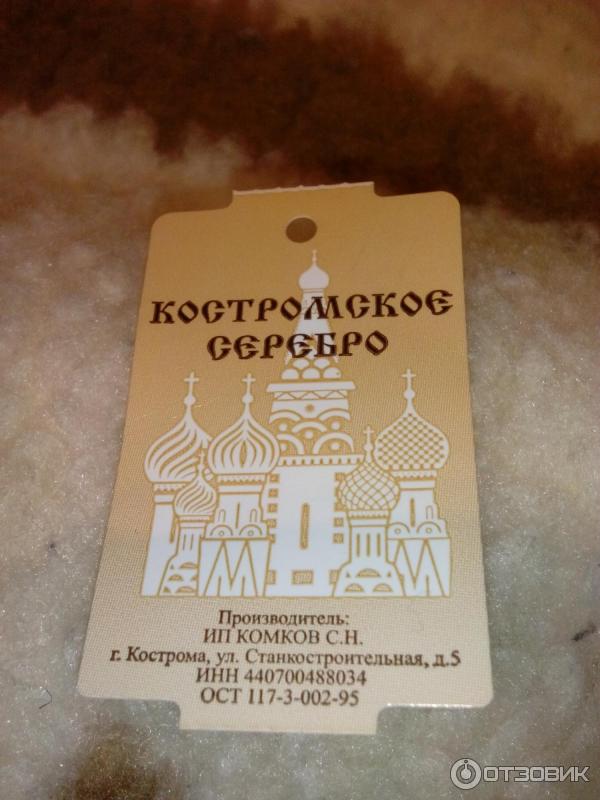 КОСТРОМСКОЕ
СЕРЕБРО
Производитель:
ИП КОМКОВ С.Н.
г. Кострома, ул. Станкостроительная, д.5
ИНН 440700488034
ОСТ 117-3-002-95
ОТЗОВИК